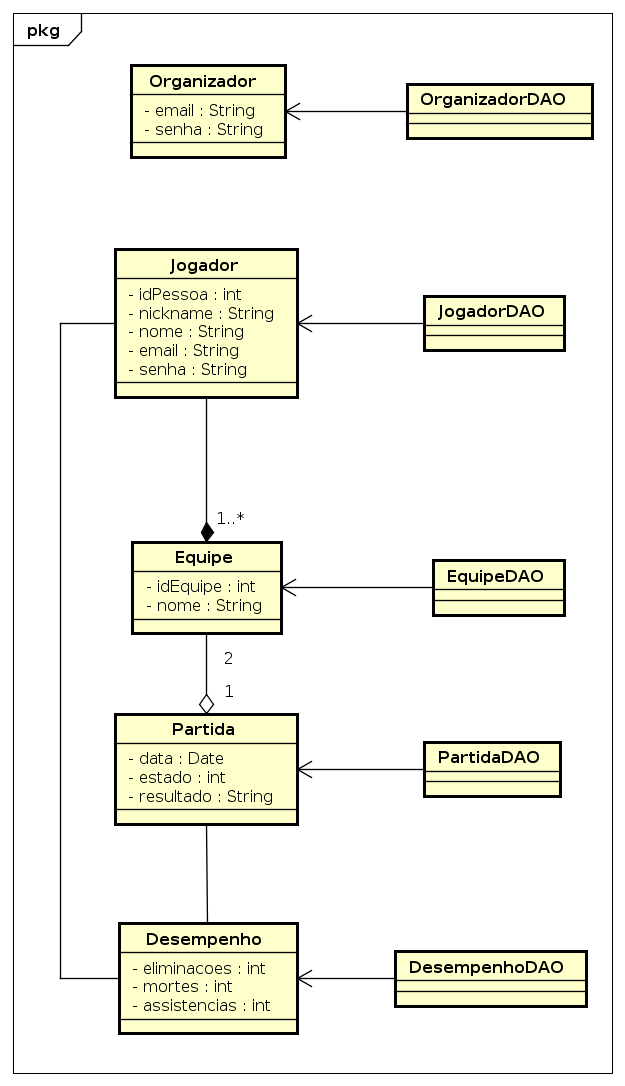 pkg
Organizador
- email : String
- senha : String
OrganizadorDAO
Jogador
- idPessoa : int
- nickname : String
- nome : String
- email : String
- senha : String
JogadorDAO
1..*
Equipe
- idEquipe : int
- nome : String
EquipeDAO
2
1
Partida
- data : Date
- estado : int
- resultado : String
PartidaDAO
Desempenho
- eliminacoes : int
- mortes : int
- assistencias : int
DesempenhoDAO